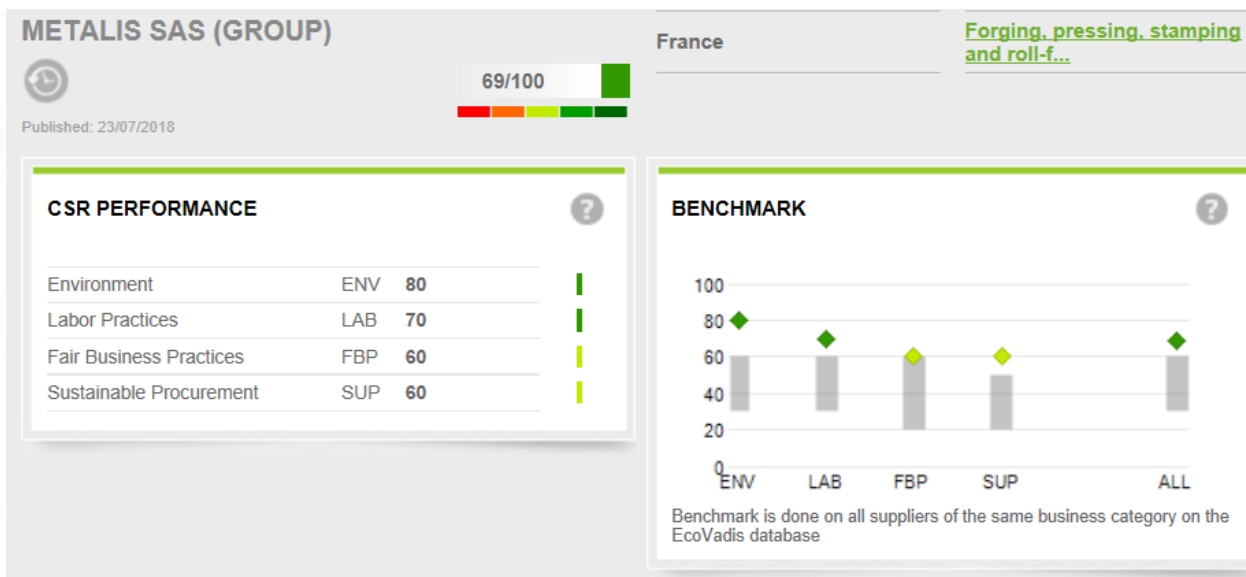 METALIS SAS (GROUP)
69/100
Published: 23/07/2018
France
Forging, pressing, stamping
and roll-f...
CSR PERFORMANCE
?
Environment ENV 80
Labor Practices LAB 70
Fair Business Practices FBP 60
Sustainable Procurement SUP 60
BENCHMARK
?
100
80
60
40
20
0
ENV LAB FBP SUP ALL
Benchmark is done on all suppliers of the same business category on the
EcoVadis database